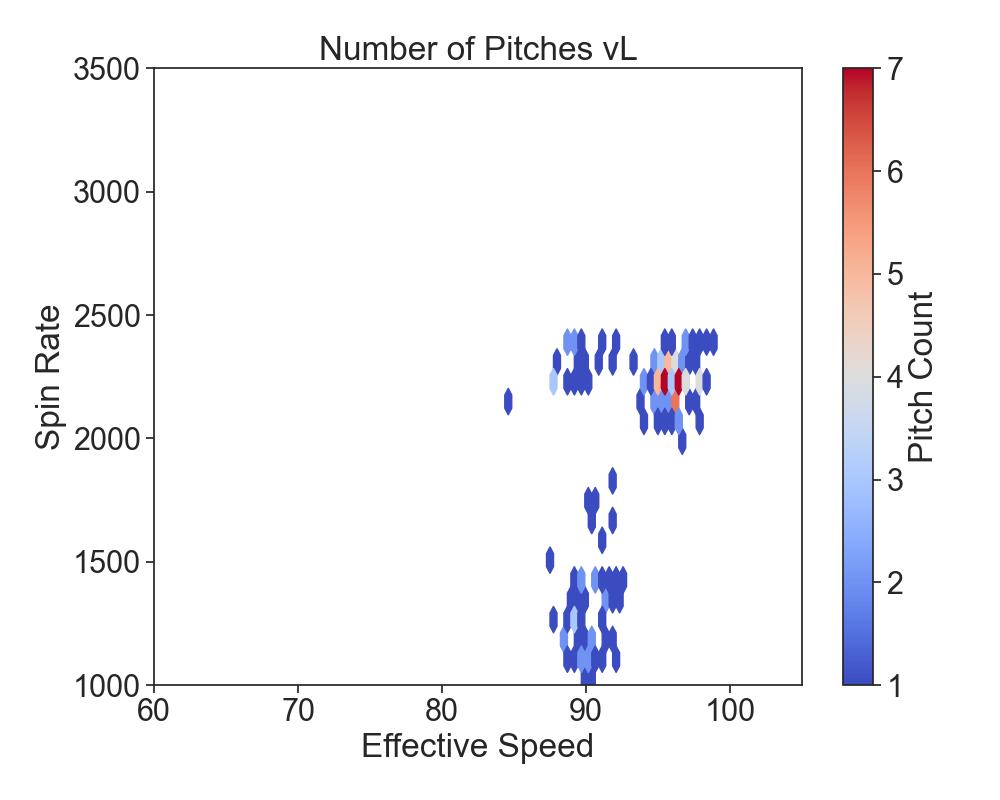 Number of Pitches vL
3500
3000
2500
2000
1500
1000
Spin Rate
60 70 80 90 100
Effective Speed
7
6
5
4
3
2
1
Pitch Count